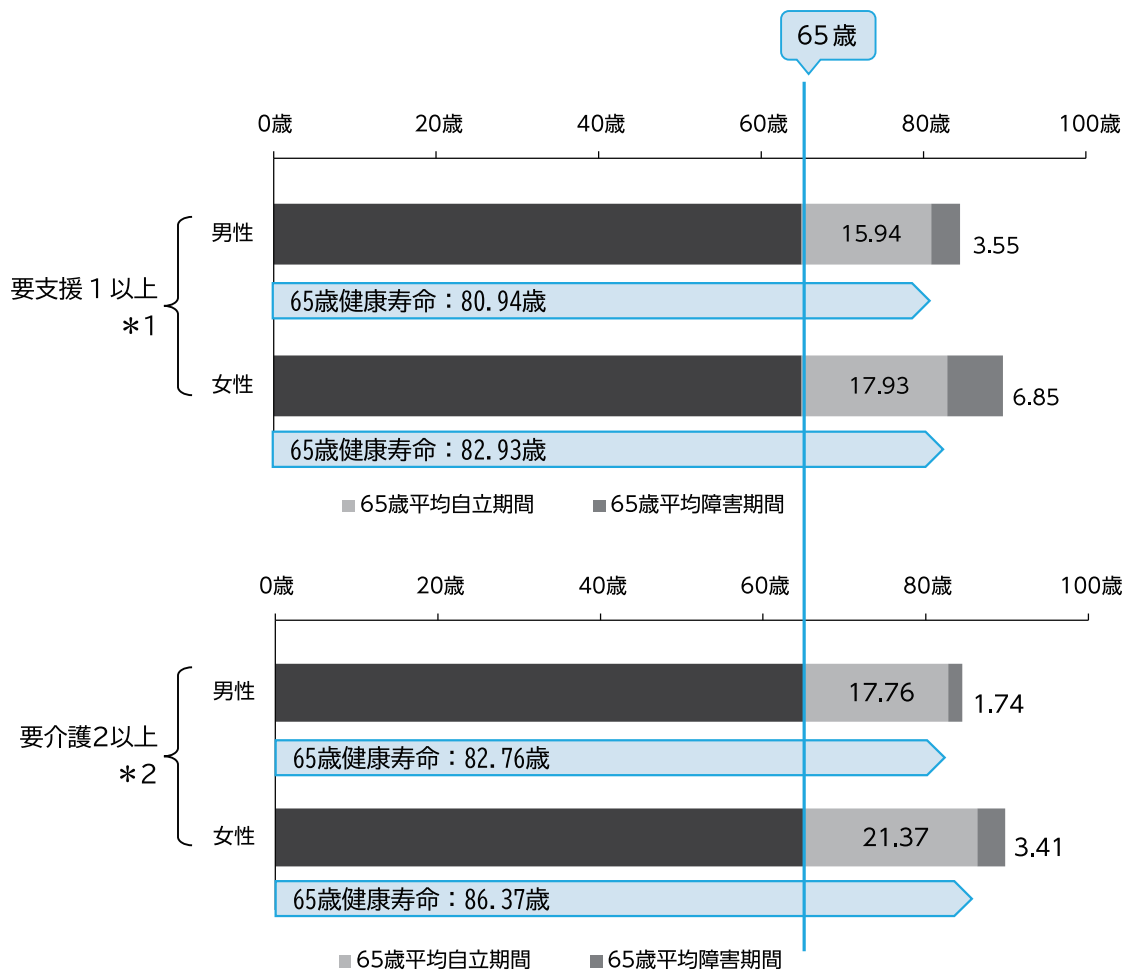 65歳
0歳 20歳 40歳 60歳 80歳 100歳
要支援1以上
＊1
男性
15.94
3.55
65歳健康寿命：80.94歳
女性
17.93
6.85
65歳健康寿命：82.93歳
65歳平均自立期間 65歳平均障害期間
0歳 20歳 40歳 60歳 80歳 100歳
要介護2以上
＊2
男性
17.76
1.74
65歳健康寿命：82.76歳
女性
21.37
3.41
65歳健康寿命：86.37歳
65歳平均自立期間 65歳平均障害期間